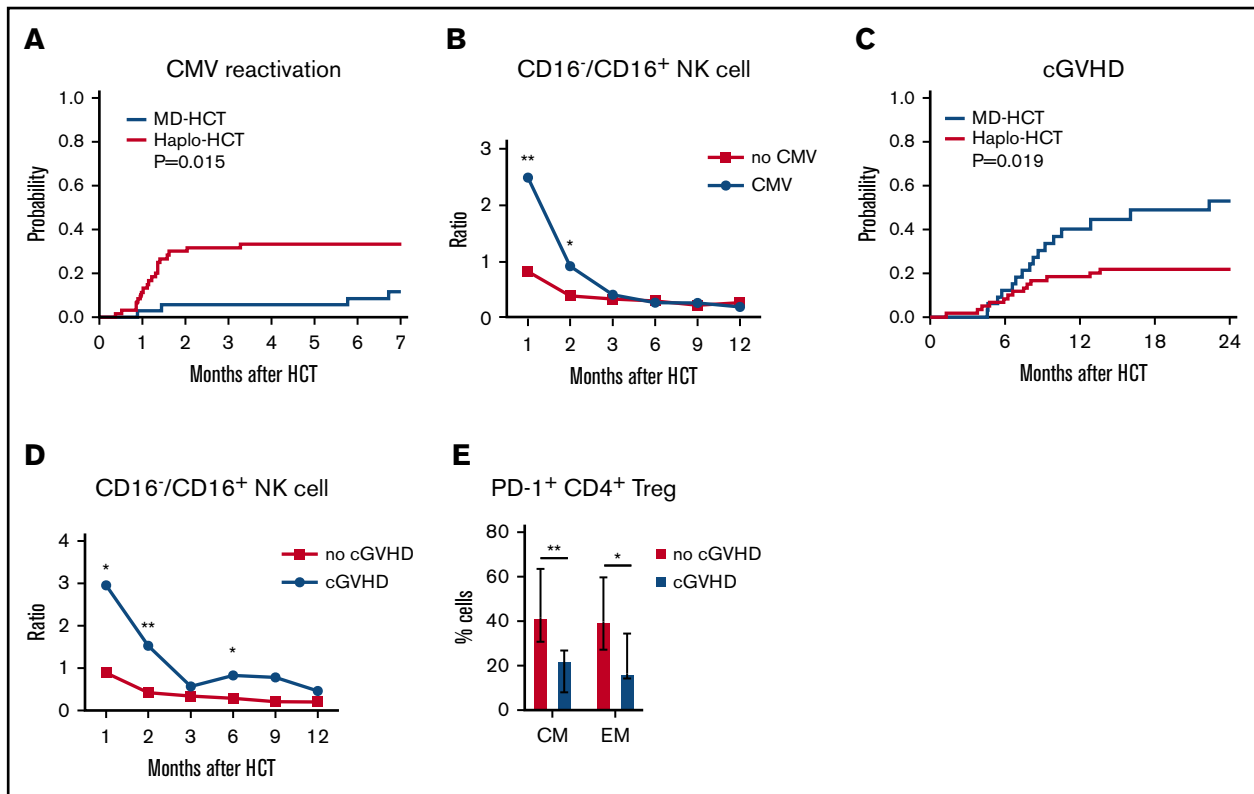 A
CMV reactivation
1.0
0.8
0.6
0.4
0.2
0.0
Probability
MD-HCT
Haplo-HCT
P=0.015
0 1 2 3 4 5 6 7
Months after HCT
B
CD16⁻/CD16⁺ NK cell
3
2
1
0
Ratio
**
*
no CMV
CMV
1 2 3 6 9 12
Months after HCT
C
cGVHD
1.0
0.8
0.6
0.4
0.2
0.0
Probability
MD-HCT
Haplo-HCT
P=0.019
0 6 12 18 24
Months after HCT
D
CD16⁻/CD16⁺ NK cell
4
3
2
1
0
Ratio
*
**
*
no cGVHD
cGVHD
1 2 3 6 9 12
Months after HCT
E
PD-1⁺ CD4⁺ Treg
80
60
40
20
0
% cells
**
*
no cGVHD
cGVHD
CM EM